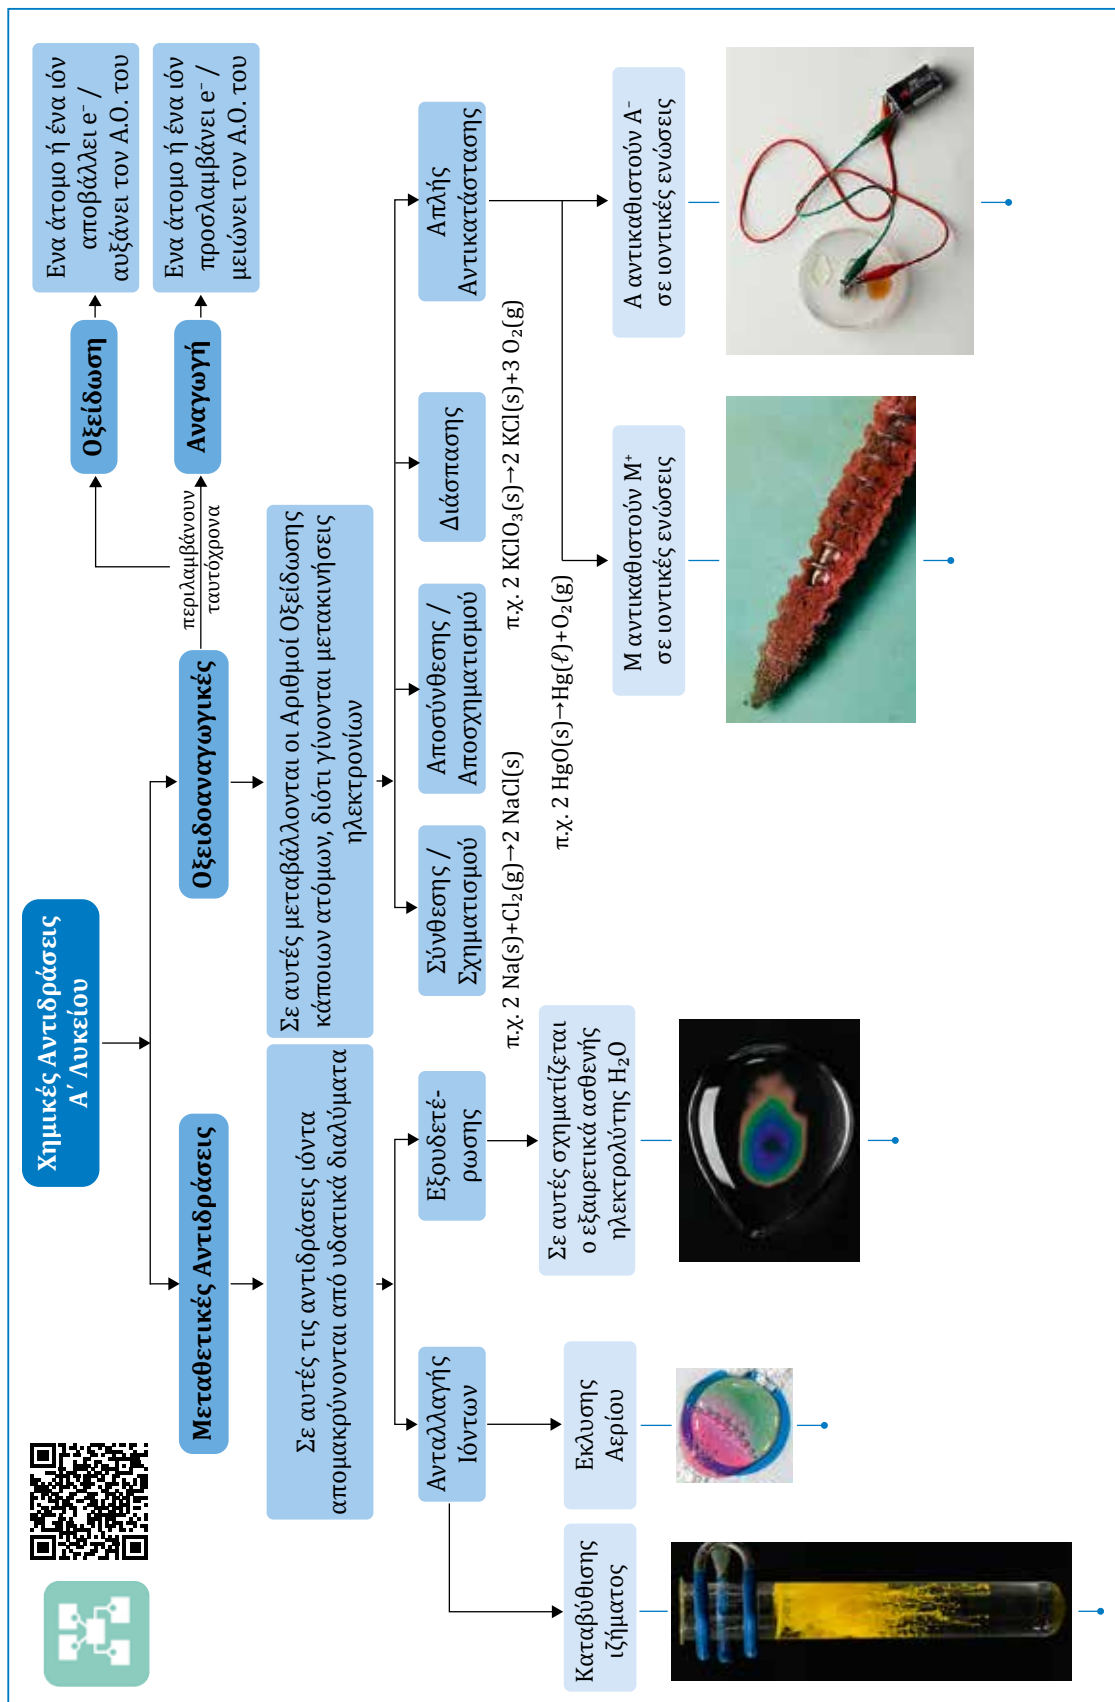 Χημικές Αντιδράσεις
Α΄ Λυκείου
Μεταθετικές Αντιδράσεις
Οξειδοαναγωγικές
περιλαμβάνουν
ταυτόχρονα
Οξείδωση
Ενα άτομο ή ένα ιόν
αποβάλλει e⁻ /
αυξάνει τον Α.Ο. του
Αναγωγή
Ενα άτομο ή ένα ιόν
προσλαμβάνει e⁻ /
μειώνει τον Α.Ο. του
Σε αυτές τις αντιδράσεις ιόντα
απομακρύνονται από υδατικά διαλύματα
Σε αυτές μεταβάλλονται οι Αριθμοί Οξείδωσης
κάποιων ατόμων, διότι γίνονται μετακινήσεις
ηλεκτρονίων
Ανταλλαγής
Ιόντων
Εξουδετέ-
ρωσης
Σύνθεσης /
Σχηματισμού
Αποσύνθεσης /
Αποσχηματισμού
Διάσπασης
Απλής
Αντικατάστασης
π.χ. 2 Na(s)+Cl₂(g)→2 NaCl(s)
π.χ. 2 KClO₃(s)→2 KCl(s)+3 O₂(g)
π.χ. 2 HgO(s)→Hg(ℓ)+O₂(g)
Καταβύθισης
ιζήματος
Εκλυσης
Αερίου
Σε αυτές σχηματίζεται
ο εξαιρετικά ασθενής
ηλεκτρολύτης H₂O
Μ αντικαθιστούν Μ⁺
σε ιοντικές ενώσεις
Α αντικαθιστούν Α⁻
σε ιοντικές ενώσεις